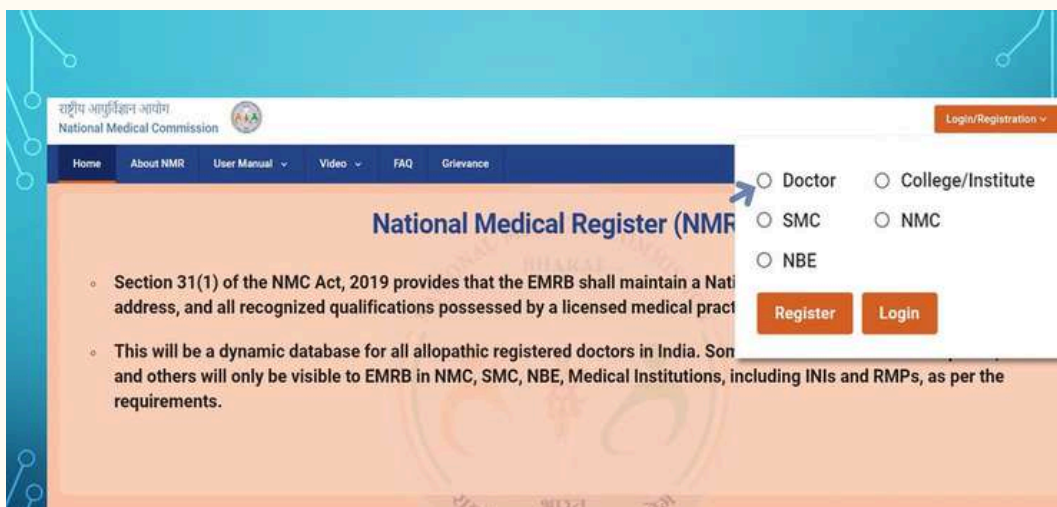 राष्ट्रीय आयुर्विज्ञान आयोग
National Medical Commission
Login/Registration
Home About NMR User Manual Video FAQ Grievance
Doctor College/Institute
SMC NMC
NBE
Register Login
National Medical Register (NMR
Section 31(1) of the NMC Act, 2019 provides that the EMRB shall maintain a Nati
address, and all recognized qualifications possessed by a licensed medical pract
This will be a dynamic database for all allopathic registered doctors in India. Som
and others will only be visible to EMRB in NMC, SMC, NBE, Medical Institutions, including INIs and RMPs, as per the
requirements.